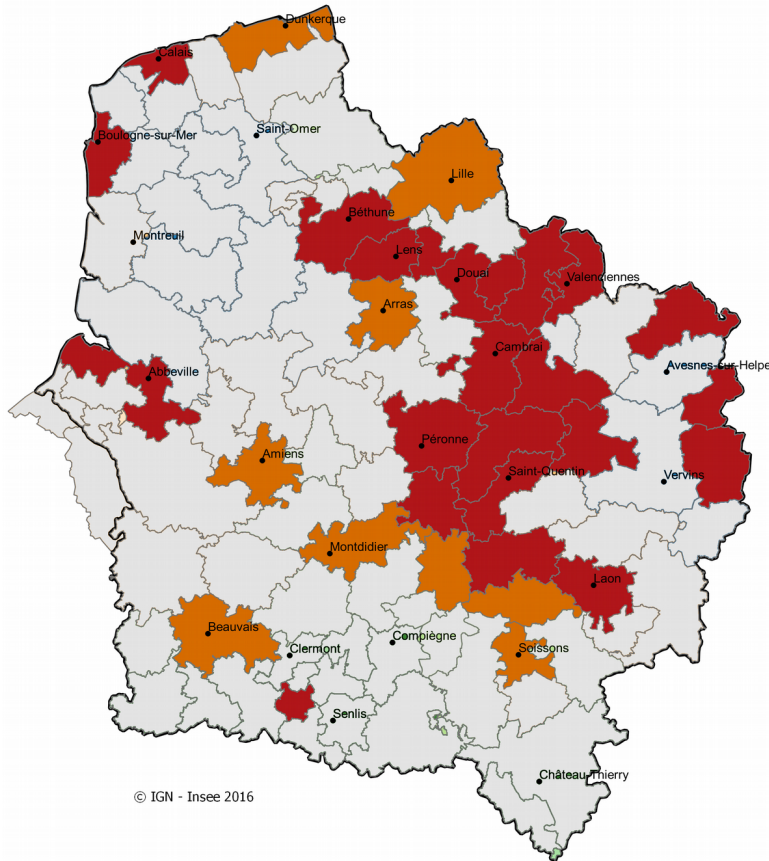 Dunkerque
Calais
Saint-Omer
Boulogne-sur-Mer
Lille
Béthune
Montreuil
Lens
Douai
Valenciennes
Arras
Cambrai
Avesnes-sur-Helpe
Abbeville
Péronne
Amiens
Saint-Quentin
Vervins
Montdidier
Laon
Beauvais
Compiègne
Clermont
Soissons
Senlis
Château-Thierry
© IGN - Insee 2016